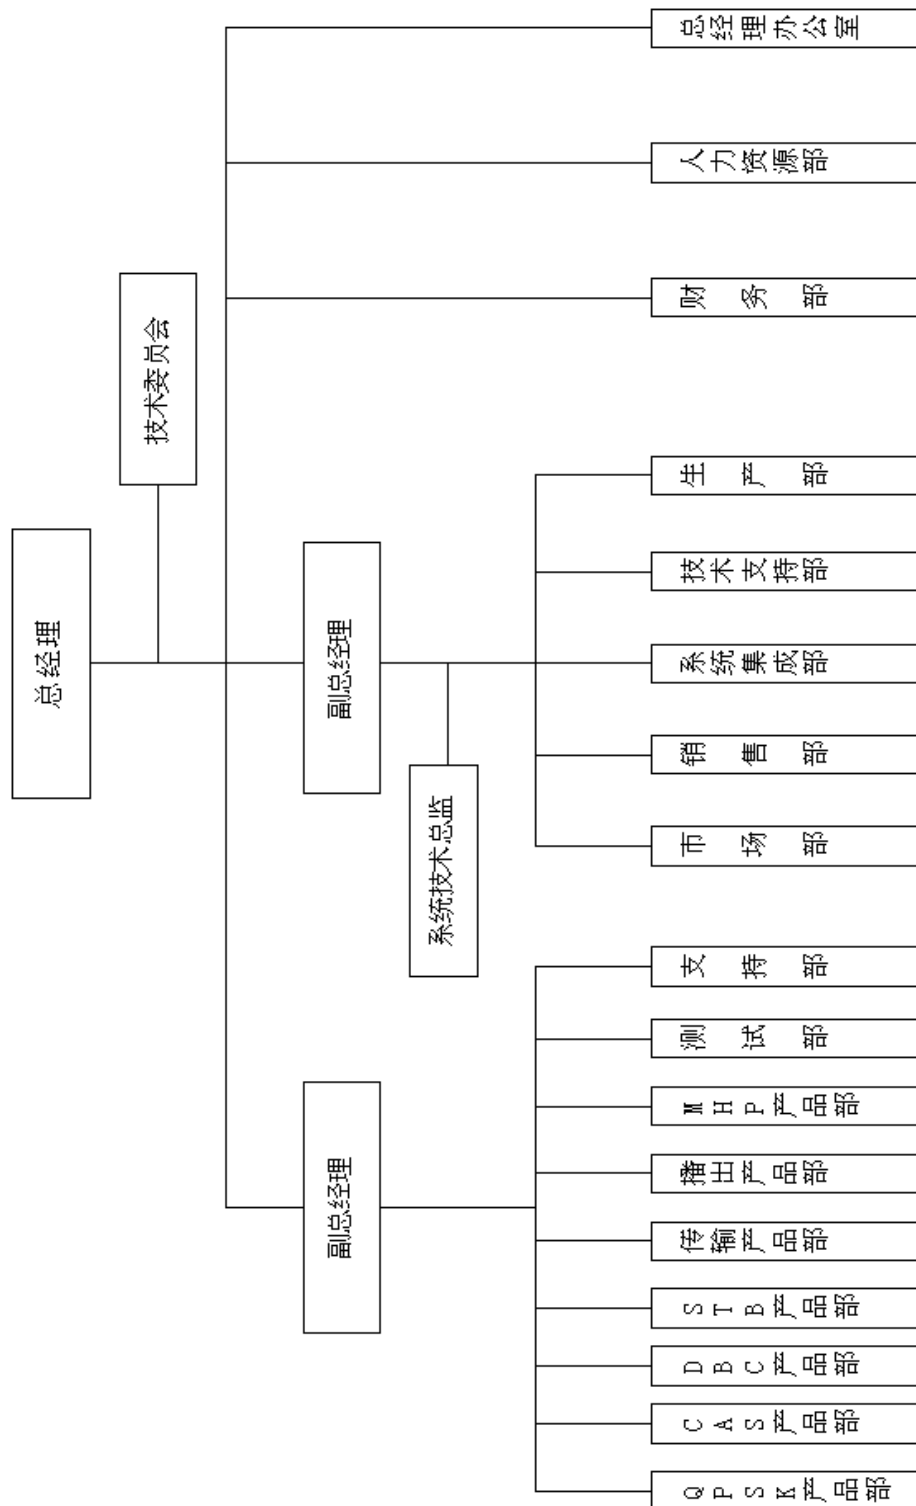 总经理
技术委员会
副总经理
副总经理
系统技术总监
QPSK产品部
CAS产品部
DBC产品部
STB产品部
传输产品部
播出产品部
MHP产品部
测试部
支持部
市场部
销售部
系统集成部
技术支持部
生产部
财务部
人力资源部
总经理办公室